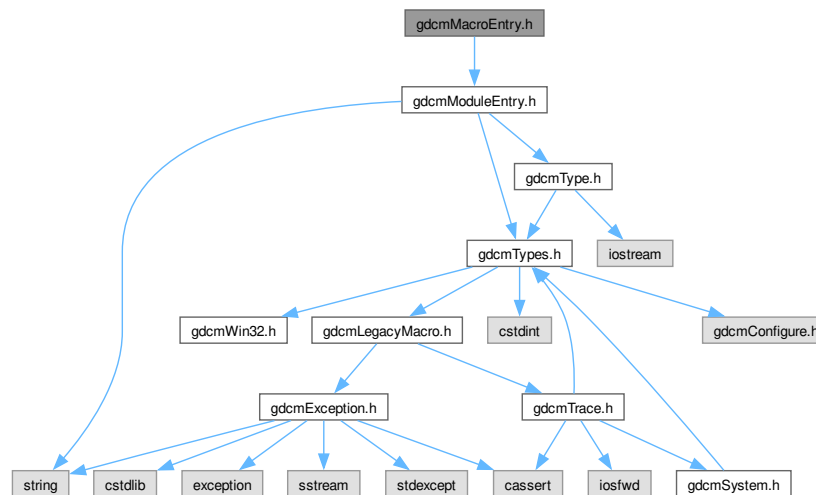 gdcmMacroEntry.h
gdcmModuleEntry.h
gdcmType.h
gdcmTypes.h
iostream
gdcmWin32.h
gdcmLegacyMacro.h
cstdint
gdcmConfigure.h
gdcmException.h
gdcmTrace.h
string
cstdlib
exception
sstream
stdexcept
cassert
iosfwd
gdcmSystem.h